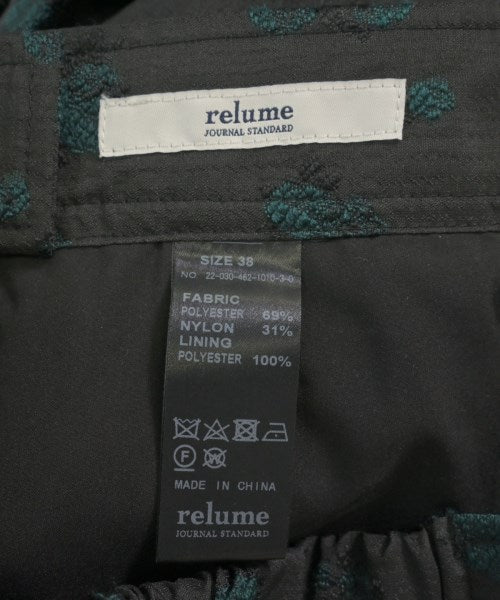 relume
JOURNAL STANDARD
SIZE 38
NO 22-030-462-1010-3-0
FABRIC
POLYESTER 69%
NYLON 31%
LINING
POLYESTER 100%
F W
MADE IN CHINA
relume
JOURNAL STANDARD